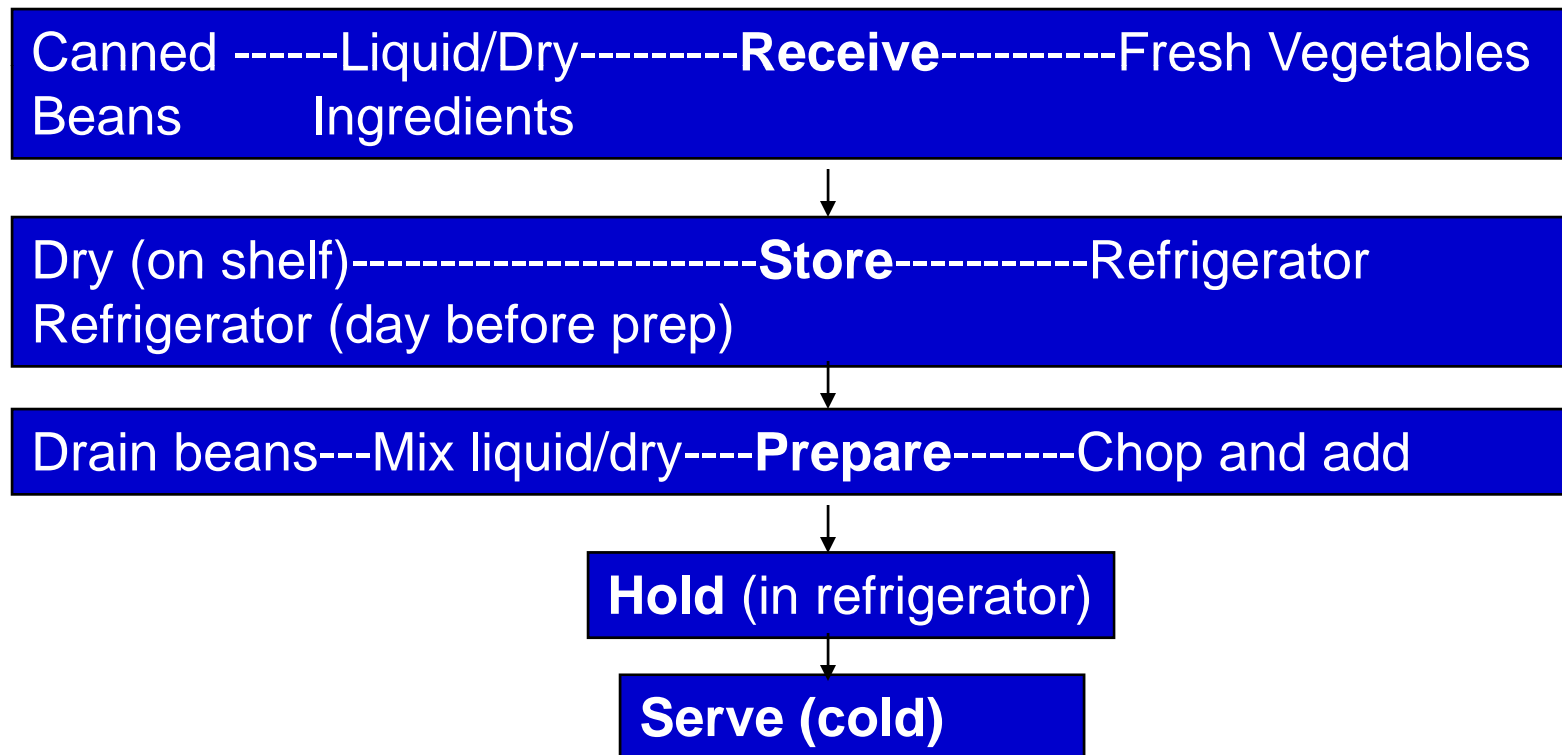 Canned ------Liquid/Dry---------Receive----------Fresh Vegetables
Beans Ingredients
Dry (on shelf)-----------------------Store-----------Refrigerator
Refrigerator (day before prep)
Drain beans---Mix liquid/dry----Prepare-------Chop and add
Hold (in refrigerator)
Serve (cold)